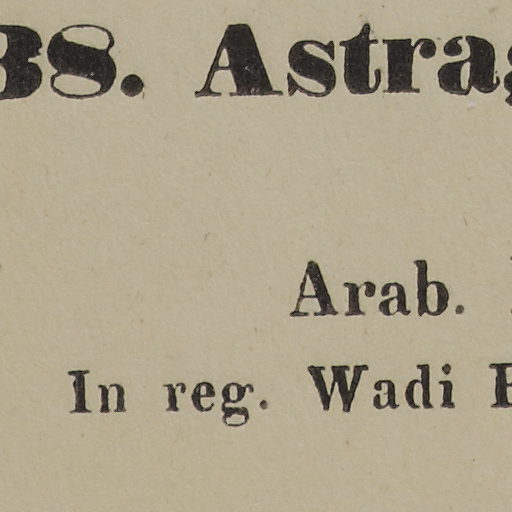 38. Astrag
Arab.
In reg. Wadi